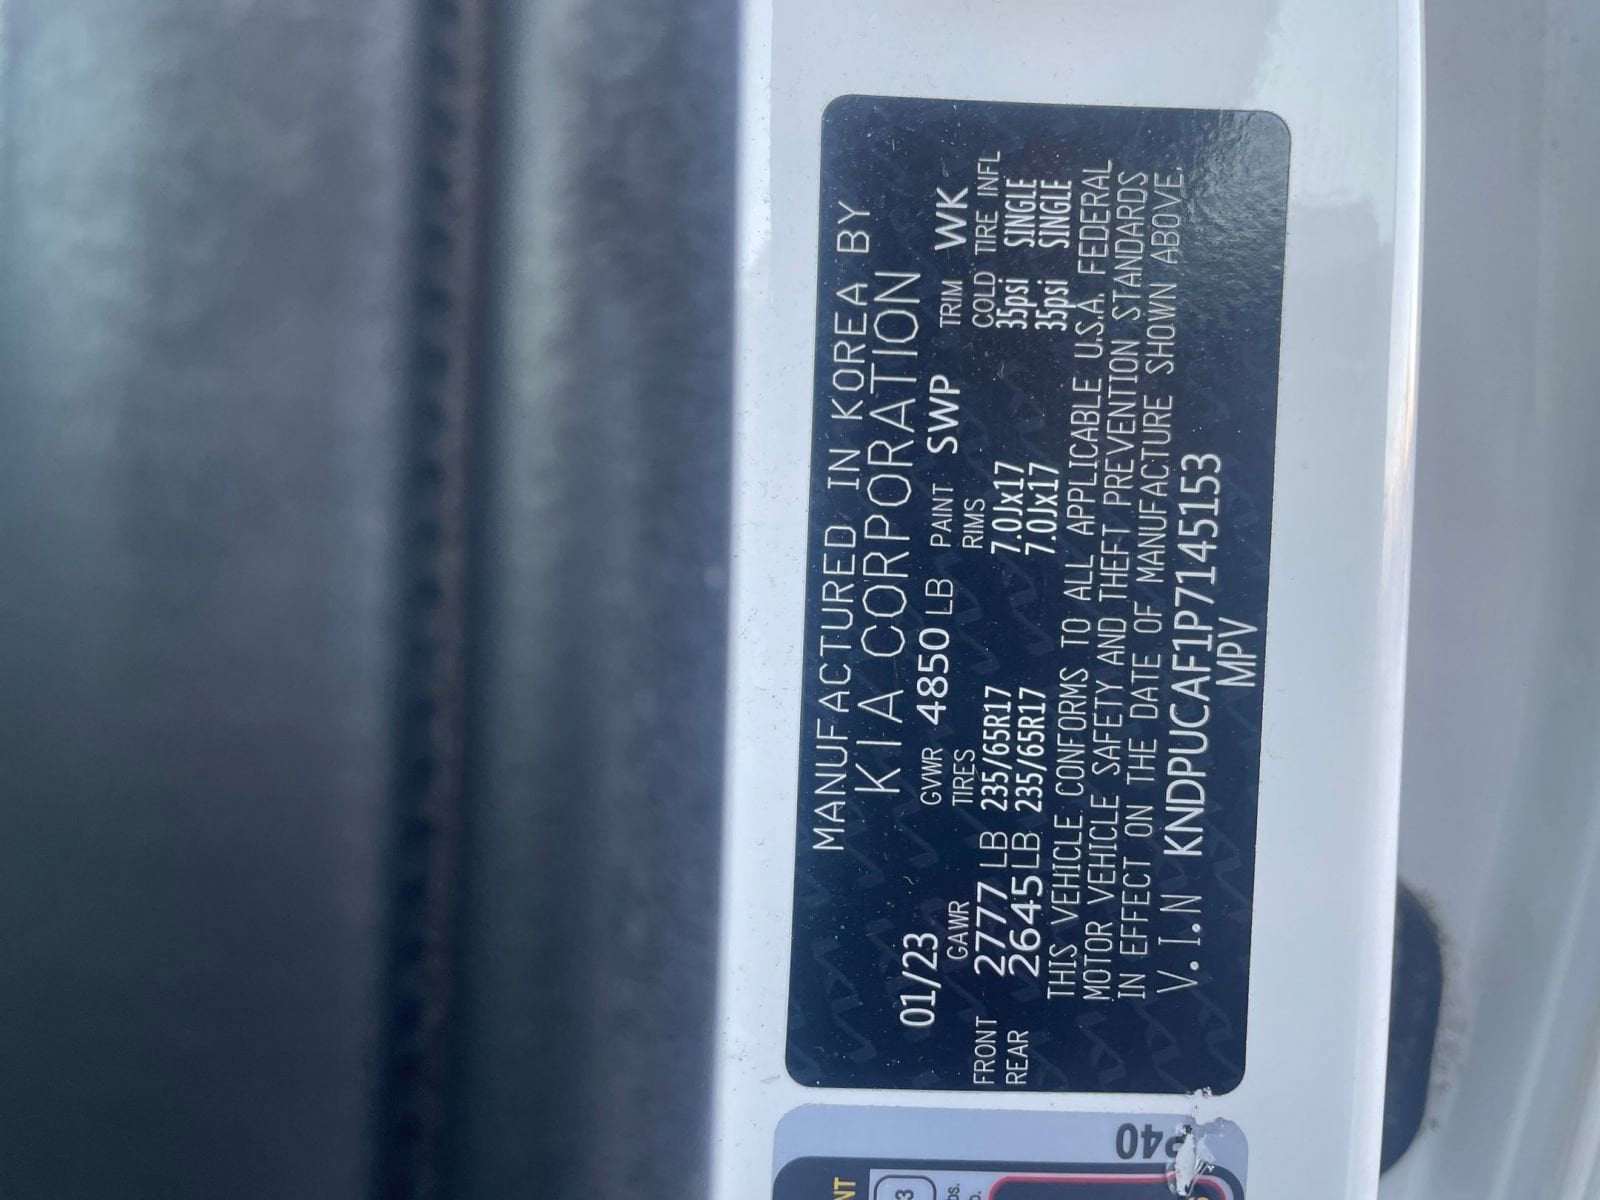 MANUFACTURED IN KOREA BY
KIA CORPORATION
01/23 GVWR 4850 LB PAINT SWP TRIM WK
GAWR TIRES RIMS COLD TIRE INFL
FRONT 2777 LB 235/65R17 7.0Jx17 35psi SINGLE
REAR 2645 LB 235/65R17 7.0Jx17 35psi SINGLE
THIS VEHICLE CONFORMS TO ALL APPLICABLE U.S.A. FEDERAL
MOTOR VEHICLE SAFETY AND THEFT PREVENTION STANDARDS
IN EFFECT ON THE DATE OF MANUFACTURE SHOWN ABOVE.
V.I.N KNDPUCAF1P7145153
MPV